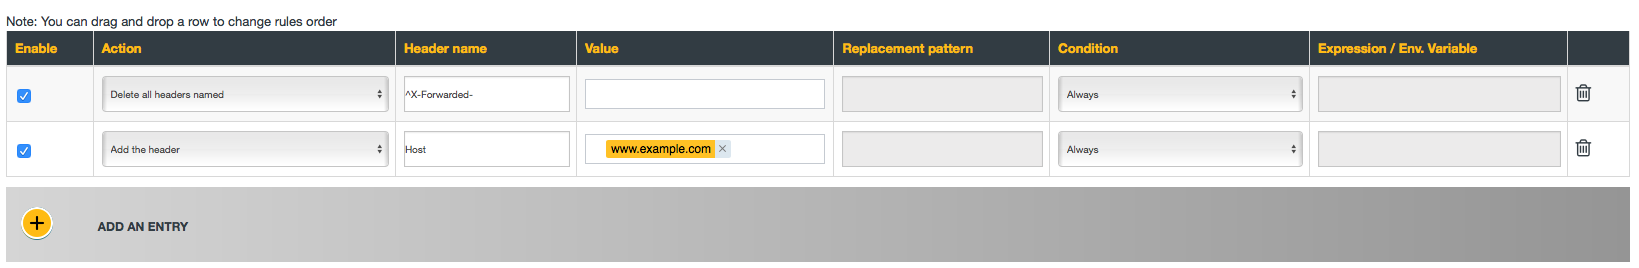 Note: You can drag and drop a row to change rules order
Enable Action Header name Value Replacement pattern Condition Expression / Env. Variable
Delete all headers named ^X-Forwarded- Always
Add the header Host www.example.com × Always
+ ADD AN ENTRY